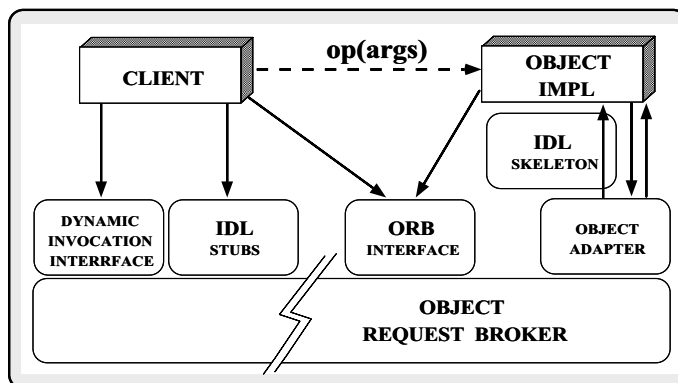 op(args)
CLIENT
OBJECT
IMPL
IDL
SKELETON
DYNAMIC
INVOCATION
INTERRFACE
IDL
STUBS
ORB
INTERFACE
OBJECT
ADAPTER
OBJECT
REQUEST BROKER